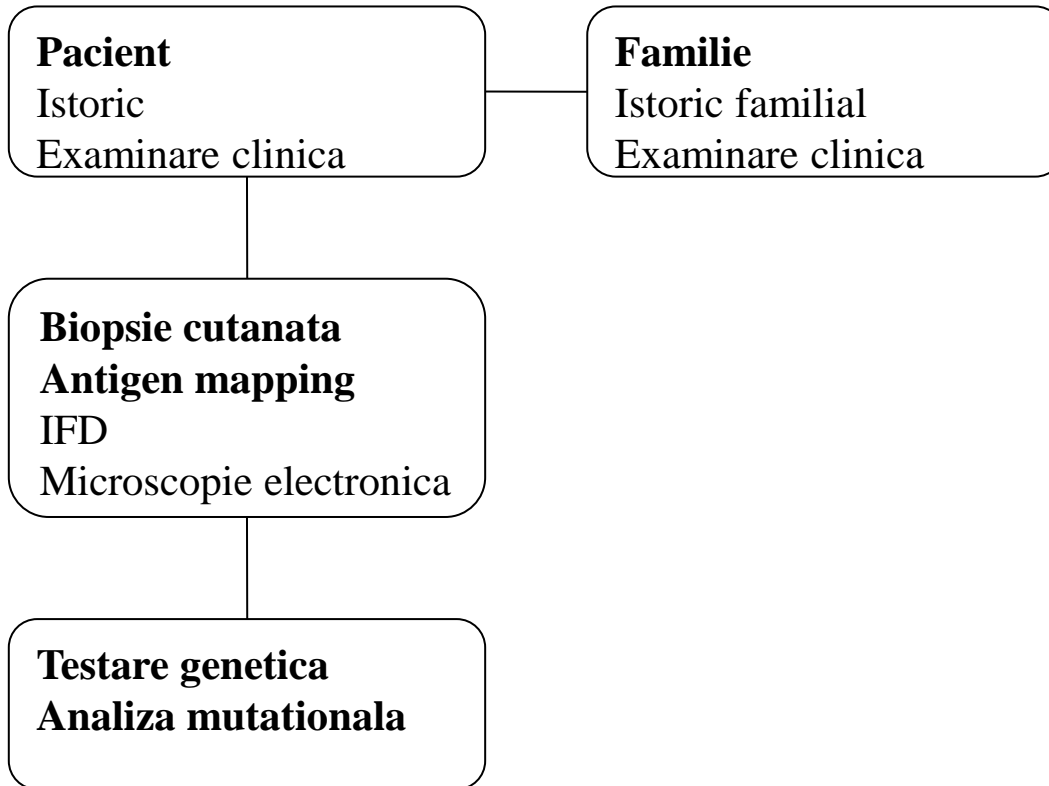 Pacient
Istoric
Examinare clinica
Familie
Istoric familial
Examinare clinica
Biopsie cutanata
Antigen mapping
IFD
Microscopie electronica
Testare genetica
Analiza mutationala